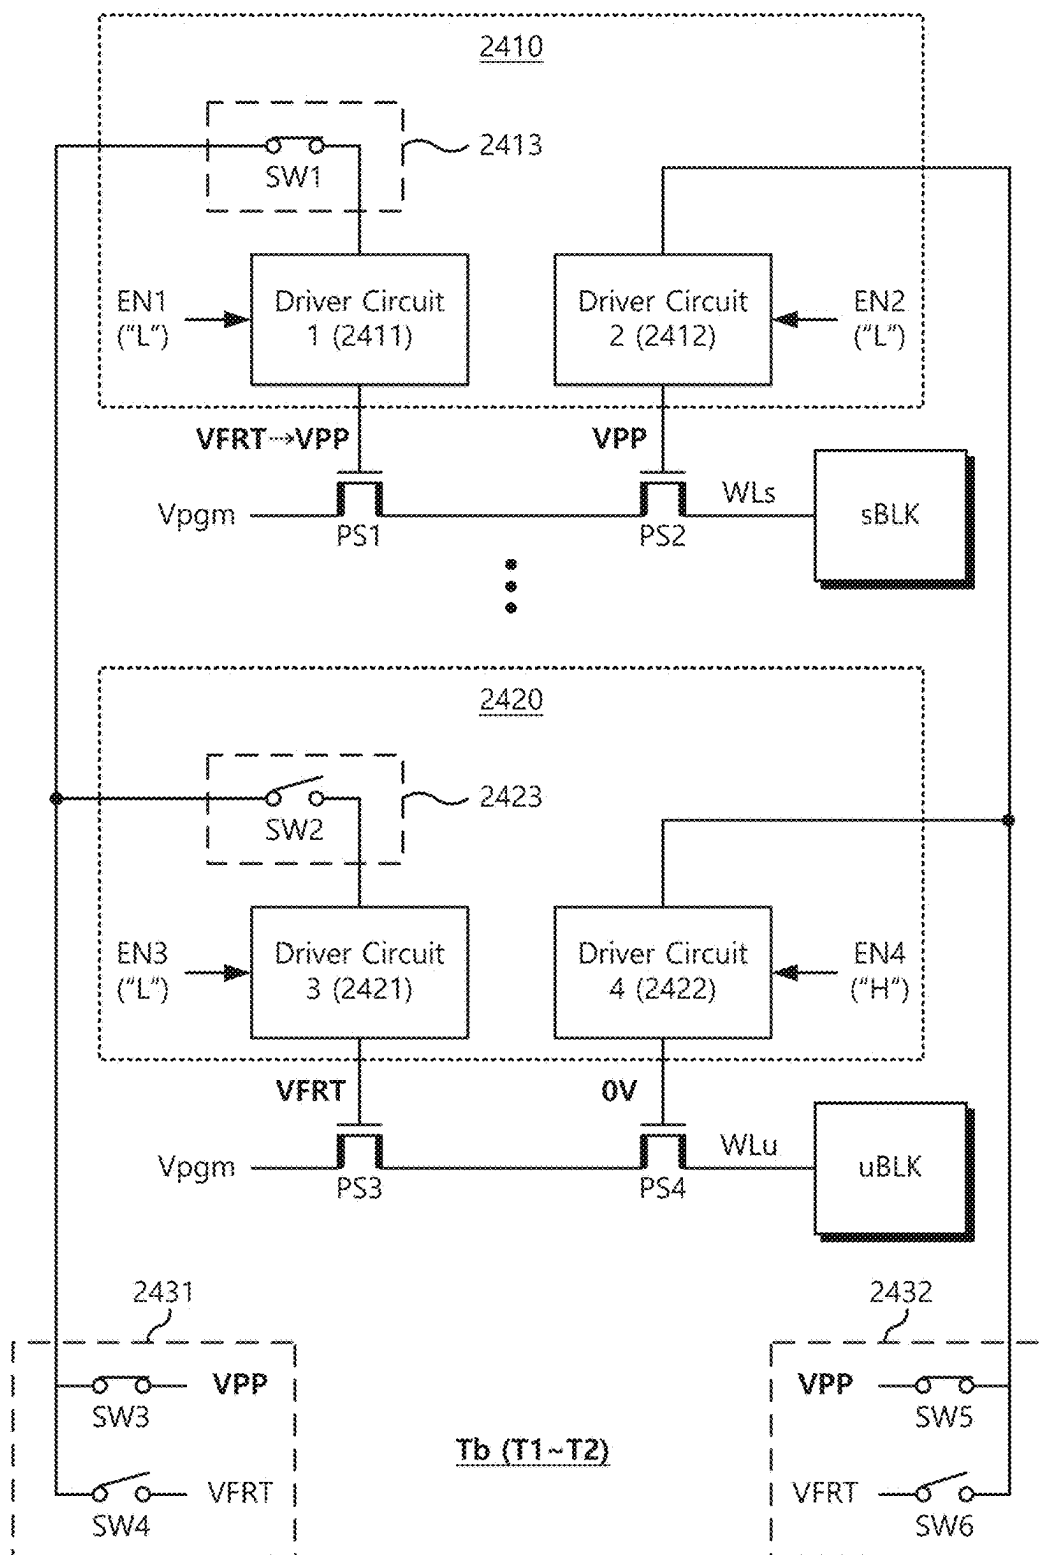 2410
2413
SW1
EN1
("L")
Driver Circuit
1 (2411)
Driver Circuit
2 (2412)
EN2
("L")
VFRT⇢VPP
VPP
Vpgm
PS1
PS2
WLs
sBLK
2420
2423
SW2
EN3
("L")
Driver Circuit
3 (2421)
Driver Circuit
4 (2422)
EN4
("H")
VFRT
0V
Vpgm
PS3
PS4
WLu
uBLK
2431
2432
VPP
SW3
VFRT
SW4
Tb (T1~T2)
VPP
SW5
VFRT
SW6